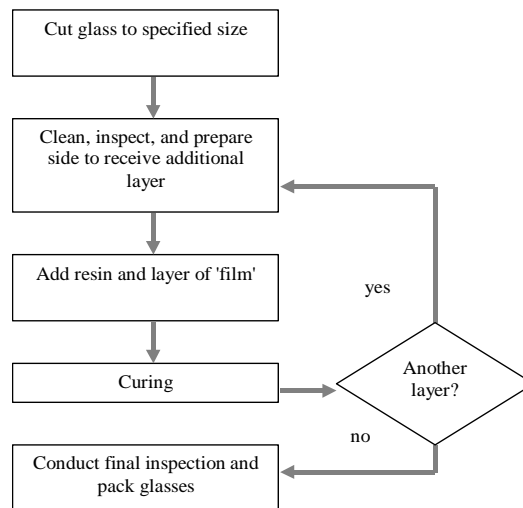 Cut glass to specified size
Clean, inspect, and prepare
side to receive additional
layer
Add resin and layer of 'film'
yes
Curing
Another
layer?
no
Conduct final inspection and
pack glasses